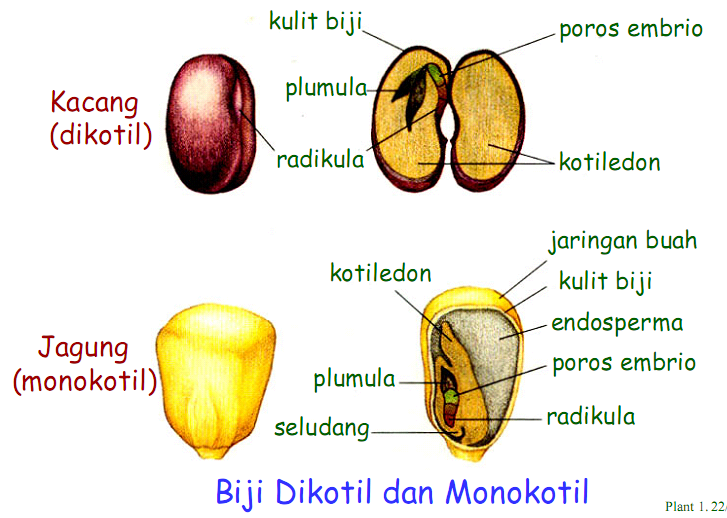 kulit biji
poros embrio
plumula
Kacang
(dikotil)
radikula
kotiledon
jaringan buah
kotiledon
kulit biji
endosperma
Jagung
(monokotil)
poros embrio
plumula
radikula
seludang
Biji Dikotil dan Monokotil
Plant 1. 22